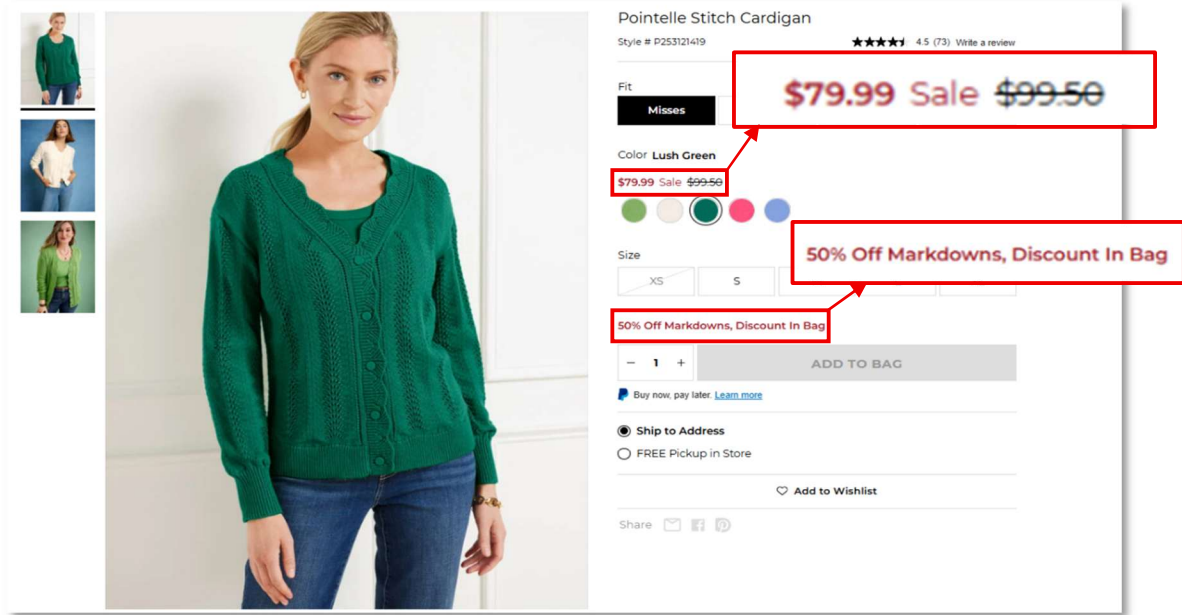 Pointelle Stitch Cardigan
Style # P253121419
4.5 (73) Write a review
$79.99 Sale $99.50
Fit
Misses
Color Lush Green
$79.99 Sale $99.50
50% Off Markdowns, Discount In Bag
Size
XS S
50% Off Markdowns, Discount In Bag
− 1 + ADD TO BAG
Buy now, pay later. Learn more
Ship to Address
FREE Pickup in Store
Add to Wishlist
Share